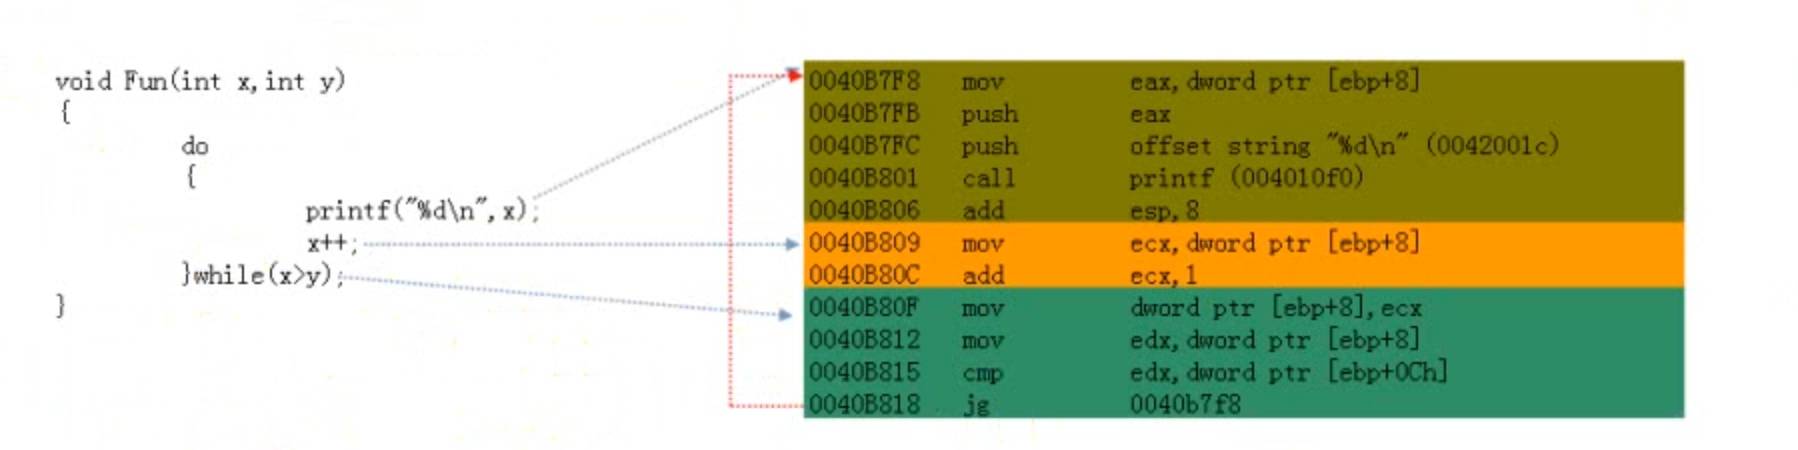 void Fun(int x,int y)
{
do
{
printf("%d\n",x);
x++;
}while(x>y);
}
0040B7F8 mov eax,dword ptr [ebp+8]
0040B7FB push eax
0040B7FC push offset string "%d\n" (0042001c)
0040B801 call printf (004010f0)
0040B806 add esp,8
0040B809 mov ecx,dword ptr [ebp+8]
0040B80C add ecx,1
0040B80F mov dword ptr [ebp+8],ecx
0040B812 mov edx,dword ptr [ebp+8]
0040B815 cmp edx,dword ptr [ebp+0Ch]
0040B818 jg 0040b7f8